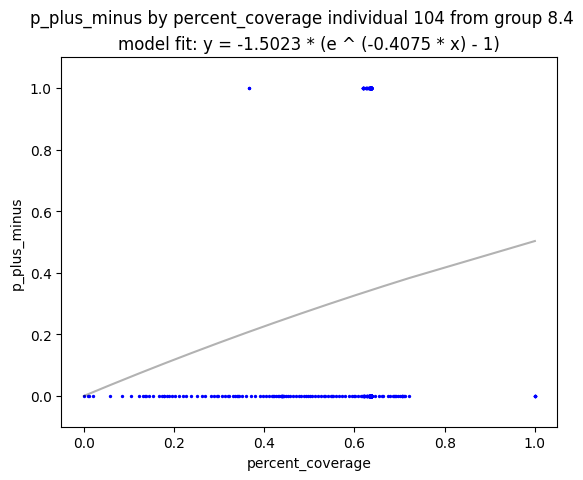 p_plus_minus by percent_coverage individual 104 from group 8.4
model fit: y = -1.5023 * (e ^ (-0.4075 * x) - 1)
1.0
0.8
0.6
0.4
0.2
0.0
p_plus_minus
0.0 0.2 0.4 0.6 0.8 1.0
percent_coverage